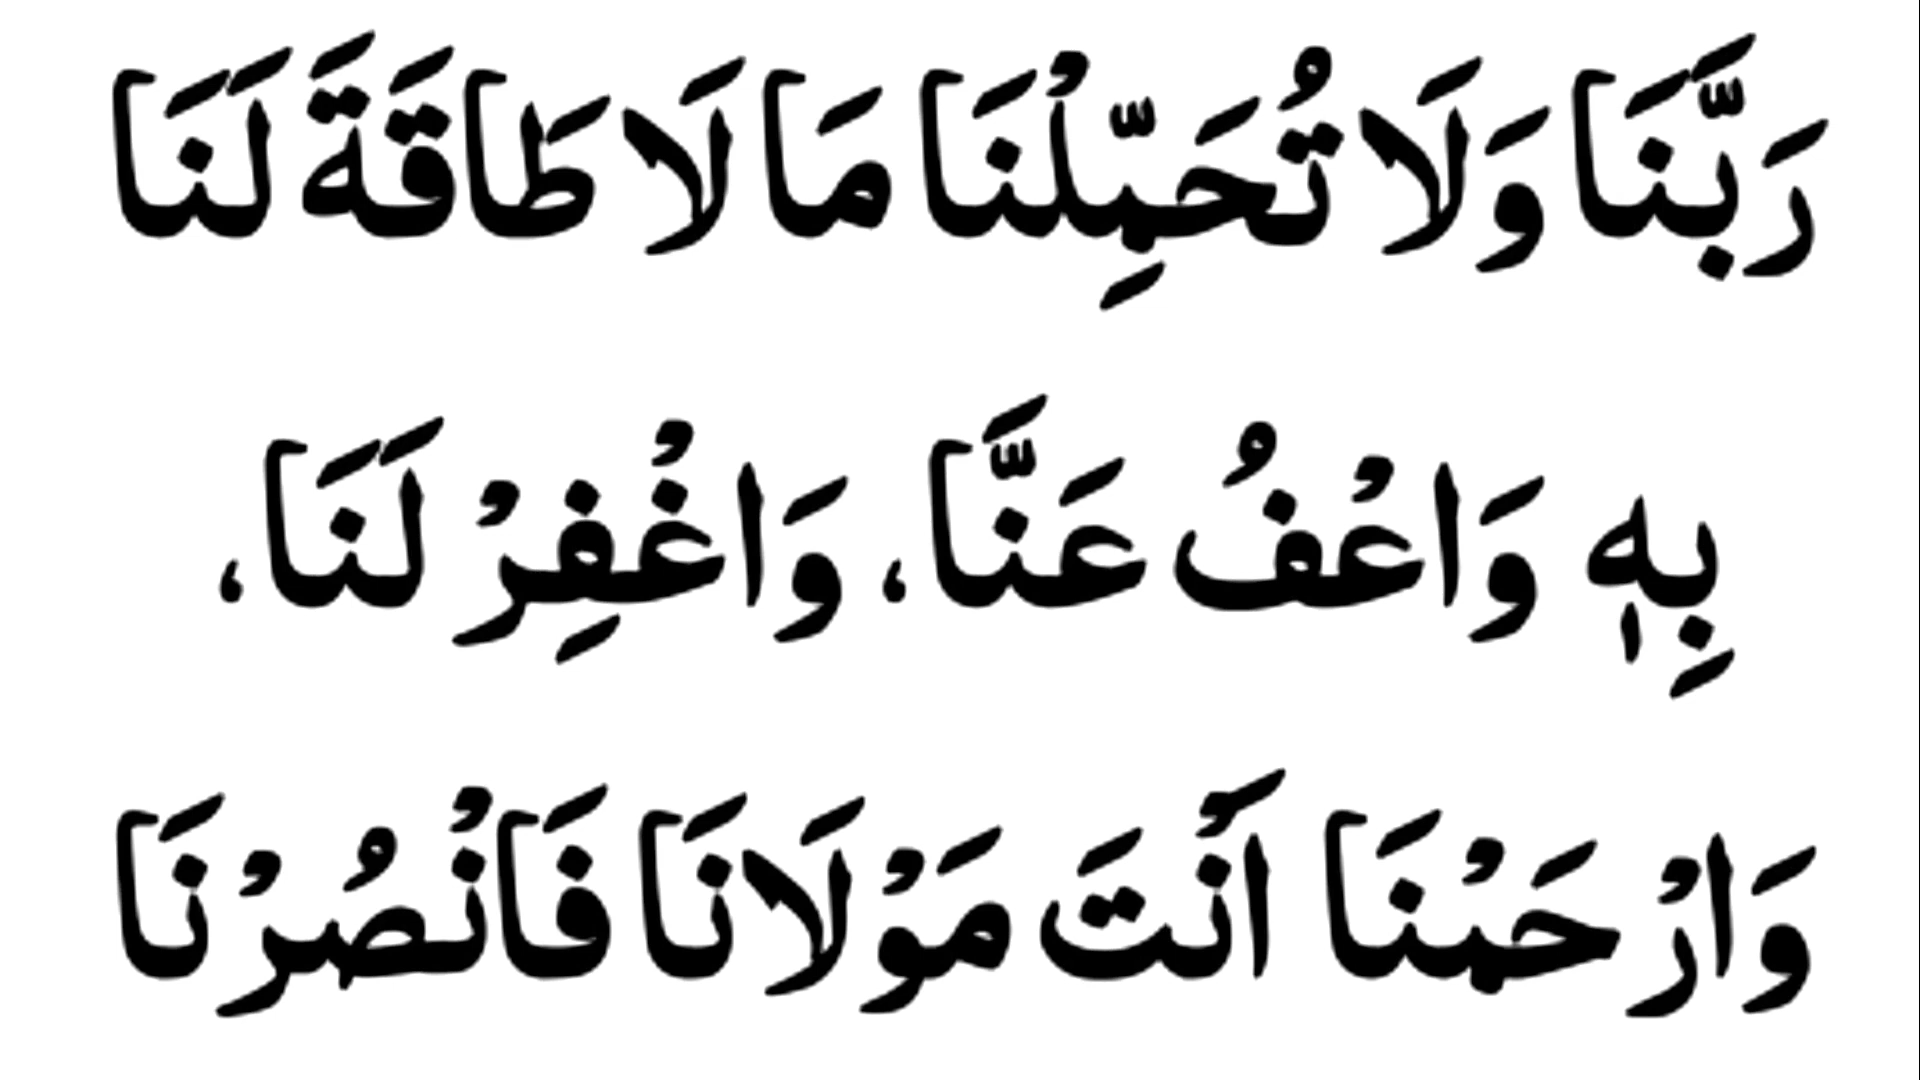 رَبَّنَا وَلَا تُحَمِّلْنَا مَا لَا طَاقَةَ لَنَا
بِهٖ وَاعْفُ عَنَّا، وَاغْفِرْ لَنَا،
وَارْحَمْنَا اَنْتَ مَوْلَانَا فَانْصُرْنَا